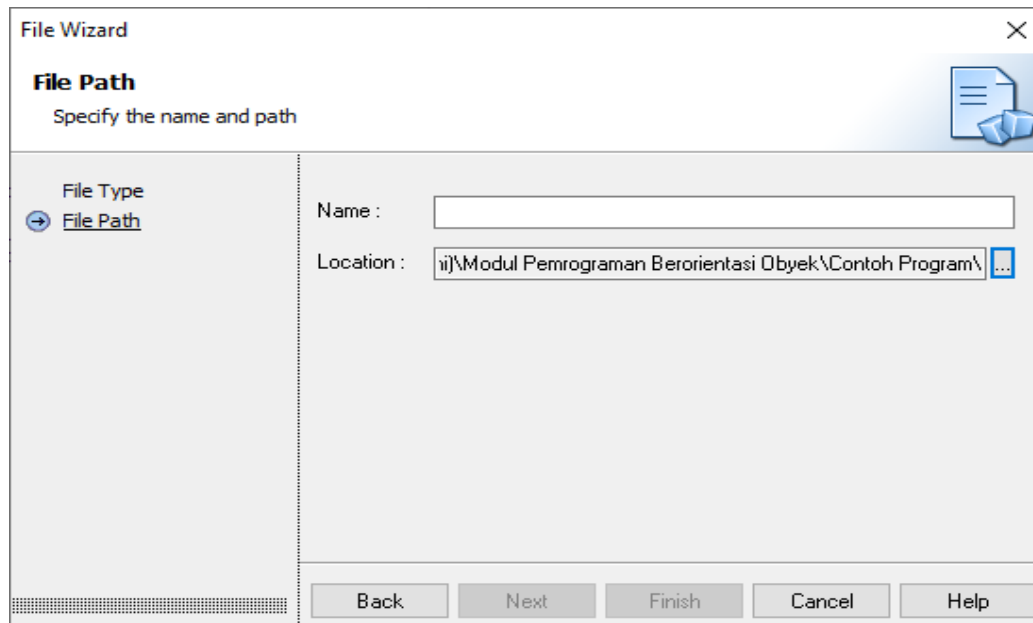 File Wizard
File Path
Specify the name and path
File Type
File Path
Name :
Location : \Modul Pemrograman Berorientasi Obyek\Contoh Program\ ...
Back Next Finish Cancel Help